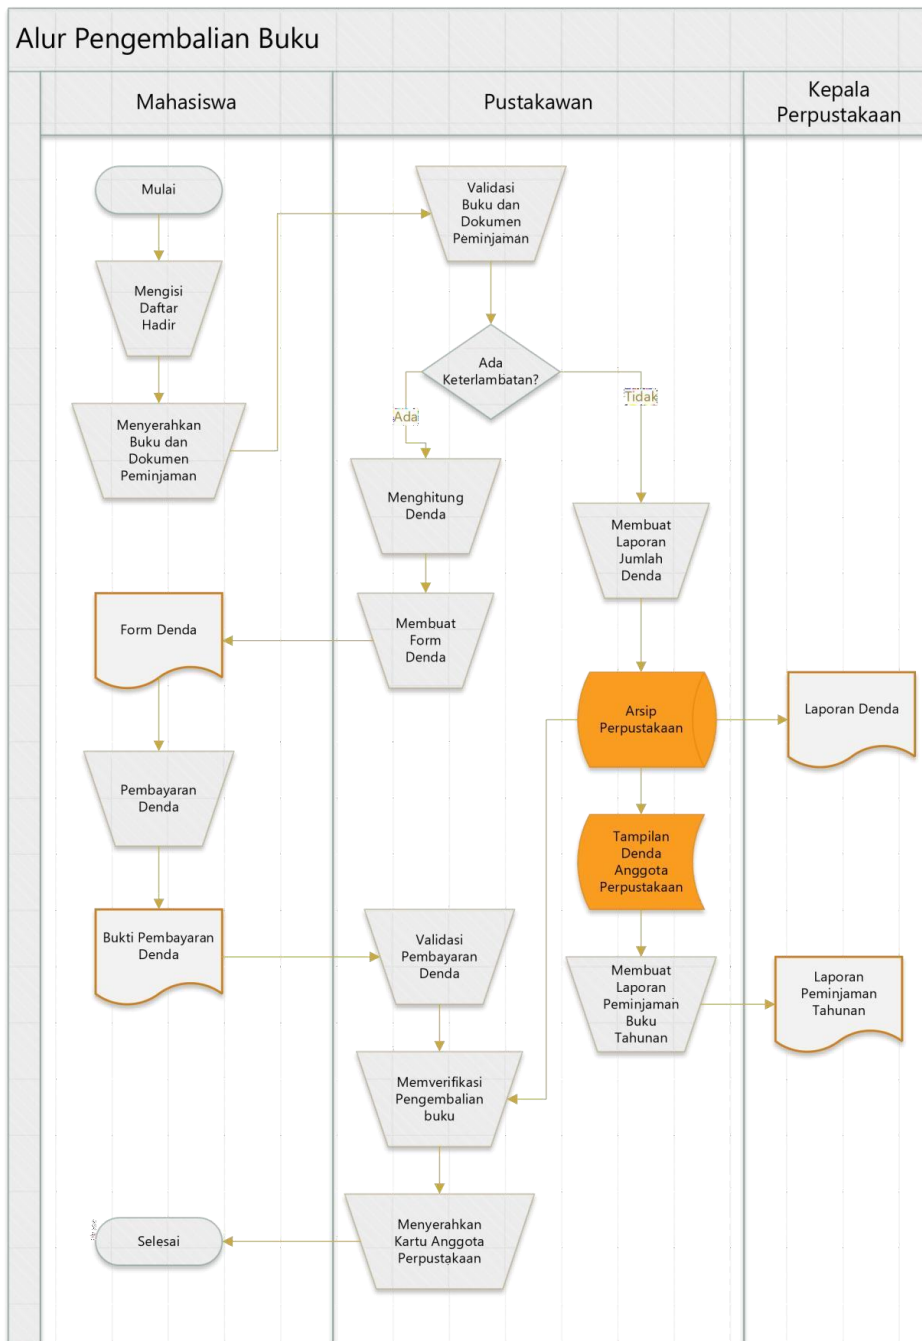 Alur Pengembalian Buku
Mahasiswa
Pustakawan
Kepala
Perpustakaan
Mulai
Validasi
Buku dan
Dokumen
Peminjaman
Mengisi
Daftar
Hadir
Ada
Keterlambatan?
Ada
Tidak
Menyerahkan
Buku dan
Dokumen
Peminjaman
Menghitung
Denda
Membuat
Laporan
Jumlah
Denda
Form Denda
Membuat
Form
Denda
Arsip
Perpustakaan
Laporan Denda
Pembayaran
Denda
Tampilan
Denda
Anggota
Perpustakaan
Bukti Pembayaran
Denda
Validasi
Pembayaran
Denda
Membuat
Laporan
Peminjaman
Buku
Tahunan
Laporan
Peminjaman
Tahunan
Memverifikasi
Pengembalian
buku
Menyerahkan
Kartu Anggota
Perpustakaan
Selesai